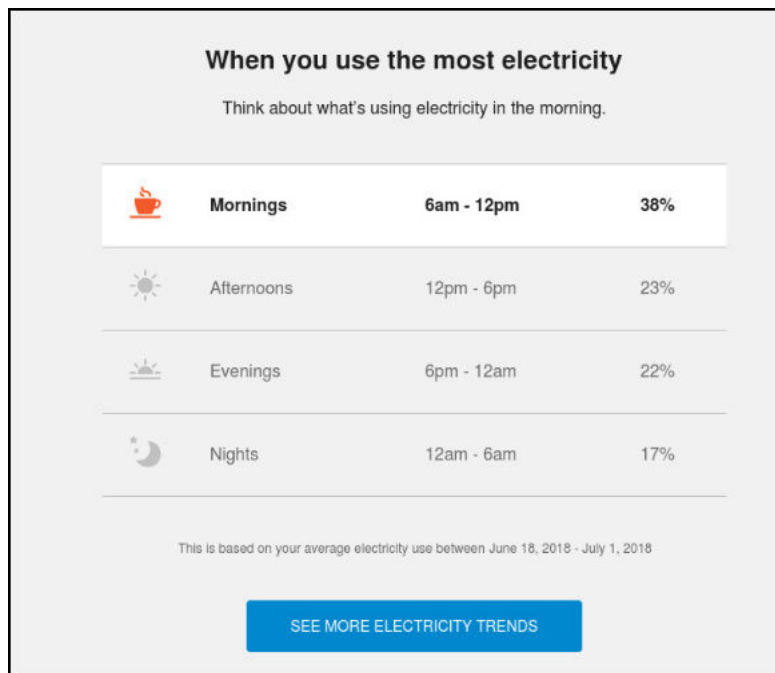 When you use the most electricity
Think about what's using electricity in the morning.
Mornings 6am - 12pm 38%
Afternoons 12pm - 6pm 23%
Evenings 6pm - 12am 22%
Nights 12am - 6am 17%
This is based on your average electricity use between June 18, 2018 - July 1, 2018
SEE MORE ELECTRICITY TRENDS